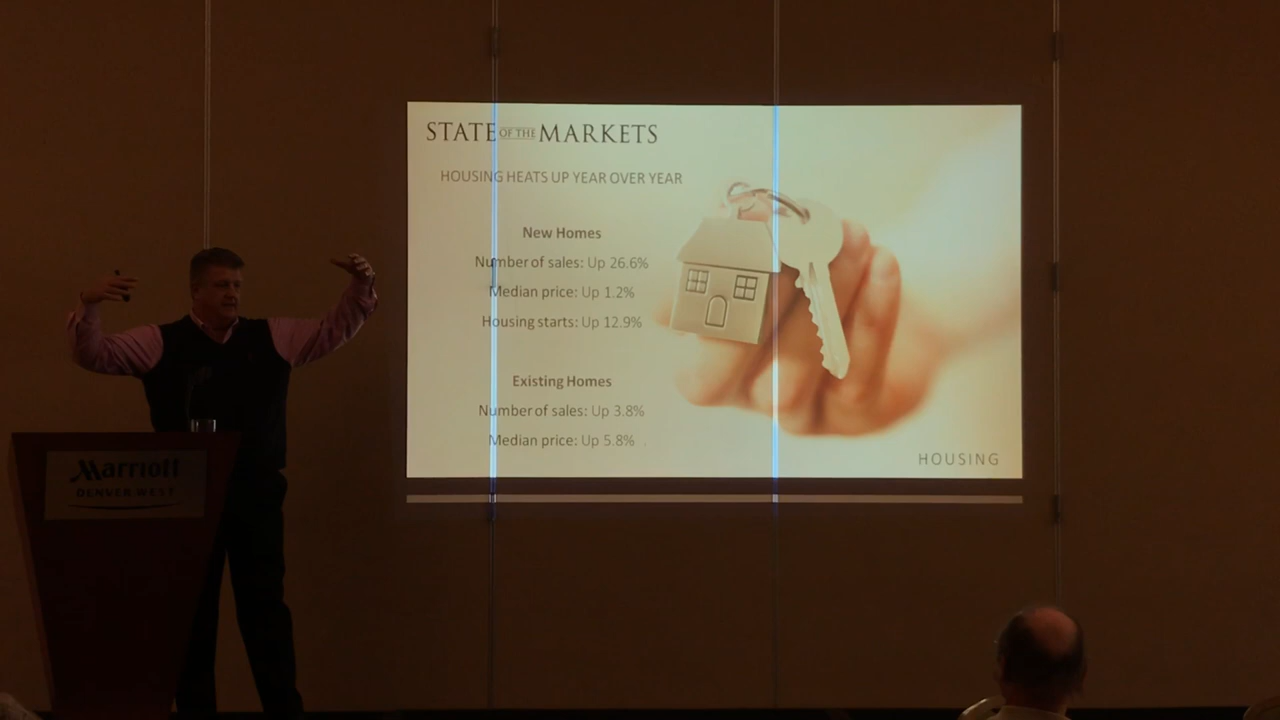 STATE OF THE MARKETS
HOUSING HEATS UP YEAR OVER YEAR
New Homes
Number of sales: Up 26.6%
Median price: Up 1.2%
Housing starts: Up 12.9%
Existing Homes
Number of sales: Up 3.8%
Median price: Up 5.8%
HOUSING
Marriott
DENVER WEST